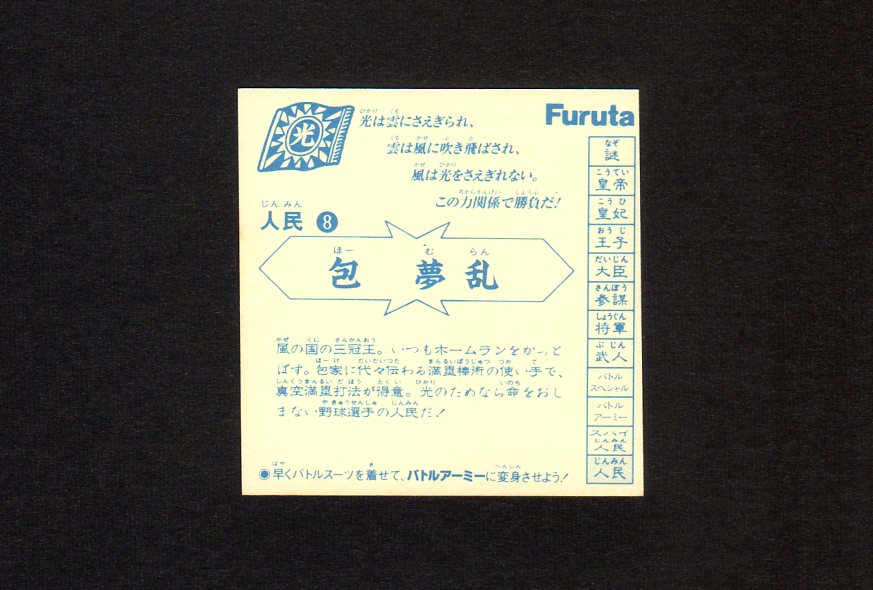 光
光は雲にさえぎられ、
雲は風に吹き飛ばされ、
風は光をさえぎれない。
この力関係で勝負だ!
Furuta
人民 8
包 夢乱
風の国の三冠王。いつもホームランをかっと
ばす。包家に代々伝わる満塁棒術の使い手で、
真空満塁打法が得意。光のためなら命をおし
まない野球選手の人民だ!
●早くバトルスーツを着せて、バトルアーミーに変身させよう!
謎
皇帝
皇妃
王子
大臣
参謀
将軍
武人
バトル
スペシャル
バトル
アーミー
スパイ
人民
人民